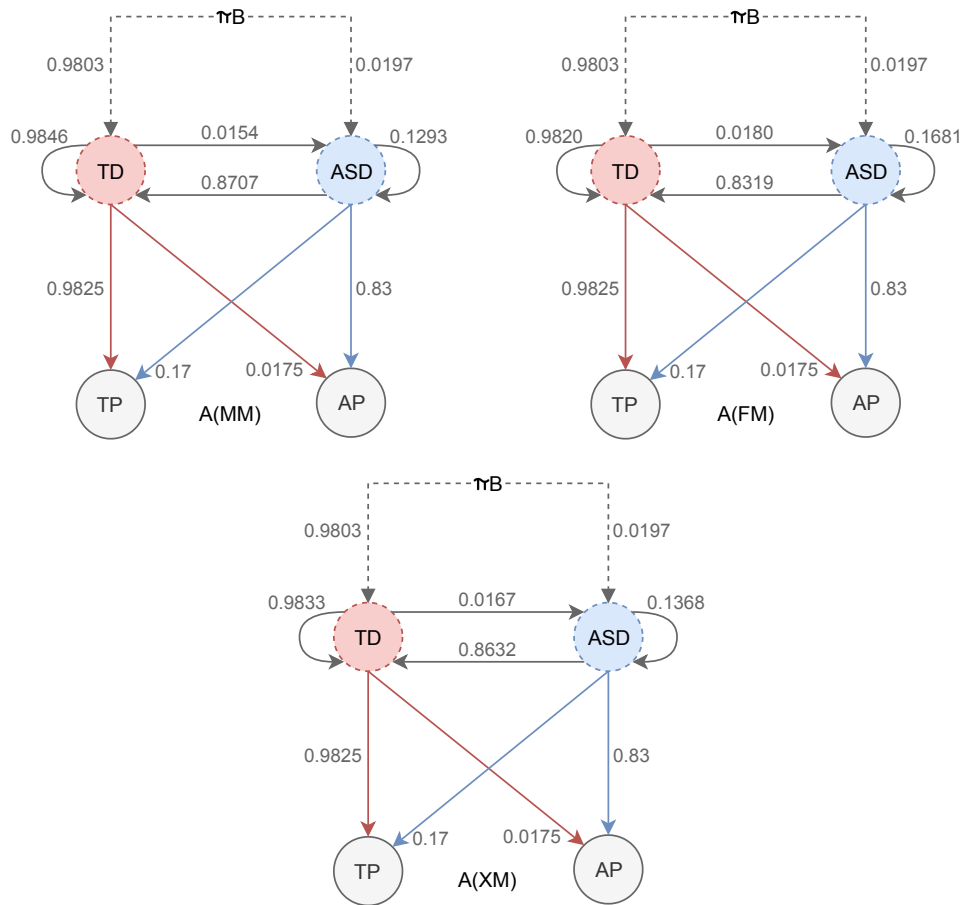 πB
πB
0.9803
0.0197
0.9803
0.0197
0.9846
0.0154
0.1293
0.9820
0.0180
0.1681
TD
0.8707
ASD
TD
0.8319
ASD
0.9825
0.83
0.9825
0.83
0.17
0.0175
0.17
0.0175
TP
AP
TP
AP
A(MM)
A(FM)
πB
0.9803
0.0197
0.9833
0.0167
0.1368
TD
0.8632
ASD
0.9825
0.83
0.17
0.0175
TP
AP
A(XM)